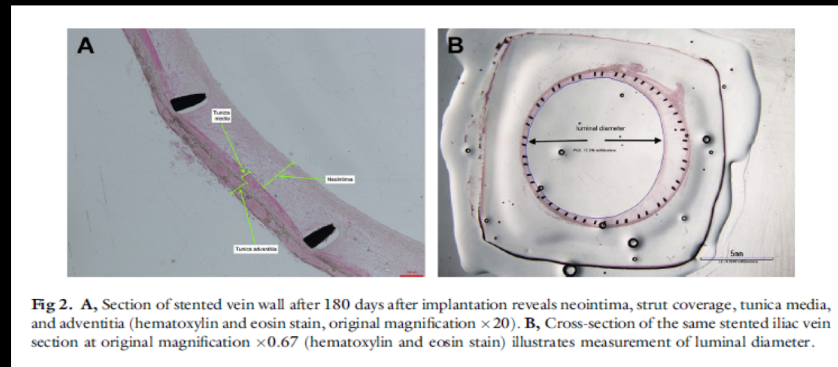 A
B
Tunica
media
Neointima
Tunica adventitia
luminal diameter
5mm
Fig 2. A, Section of stented vein wall after 180 days after implantation reveals neointima, strut coverage, tunica media,
and adventitia (hematoxylin and eosin stain, original magnification ×20). B, Cross-section of the same stented iliac vein
section at original magnification ×0.67 (hematoxylin and eosin stain) illustrates measurement of luminal diameter.